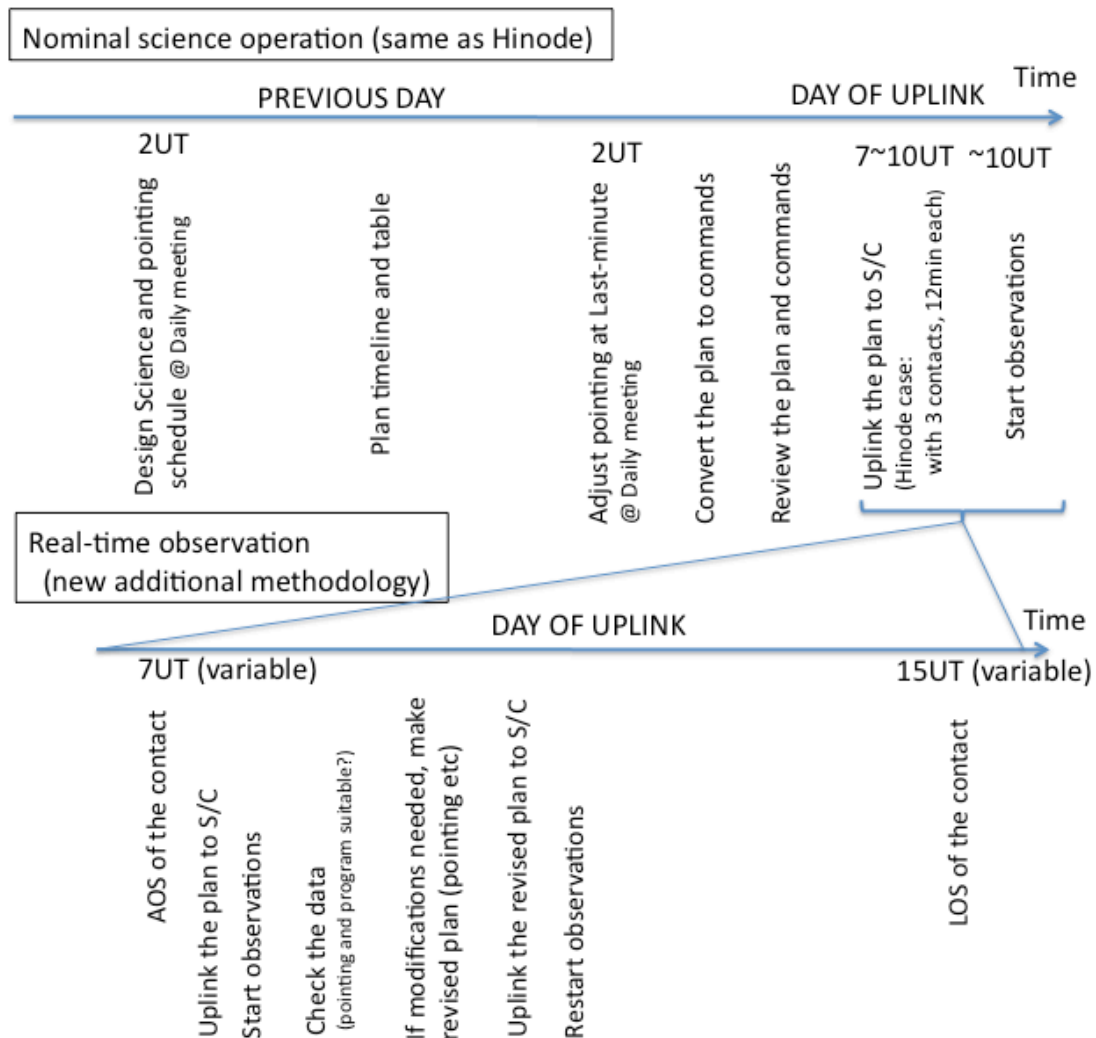 Nominal science operation (same as Hinode)
Time
PREVIOUS DAY
DAY OF UPLINK
2UT
2UT
7~10UT
~10UT
Design Science and pointing
schedule @ Daily meeting
Plan timeline and table
Adjust pointing at Last-minute
@ Daily meeting
Convert the plan to commands
Review the plan and commands
Uplink the plan to S/C
(Hinode case:
with 3 contacts, 12min each)
Start observations
Real-time observation
(new additional methodology)
DAY OF UPLINK
Time
7UT (variable)
15UT (variable)
AOS of the contact
Uplink the plan to S/C
Start observations
Check the data
(pointing and program suitable?)
If modifications needed, make
revised plan (pointing etc)
Uplink the revised plan to S/C
Restart observations
LOS of the contact